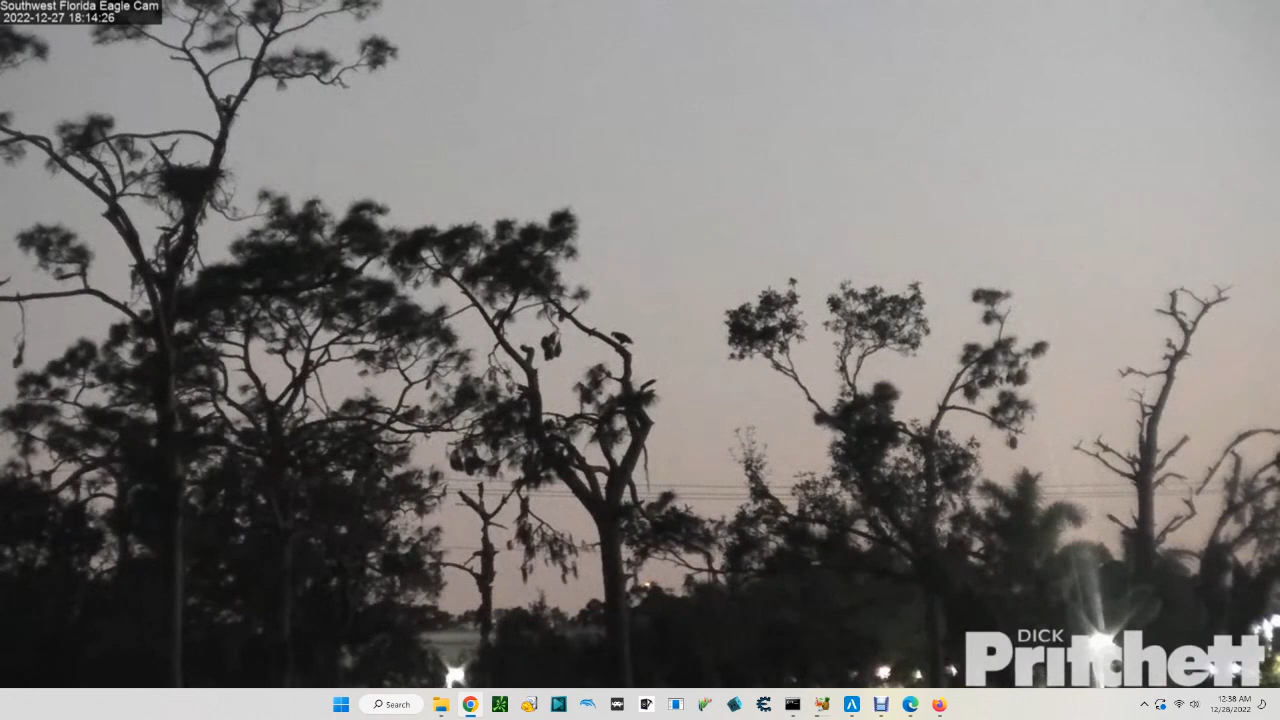 Southwest Florida Eagle Cam
2022-12-27 18:14:26
DICK
Pritchett
Search
12:38 AM
12/28/2022